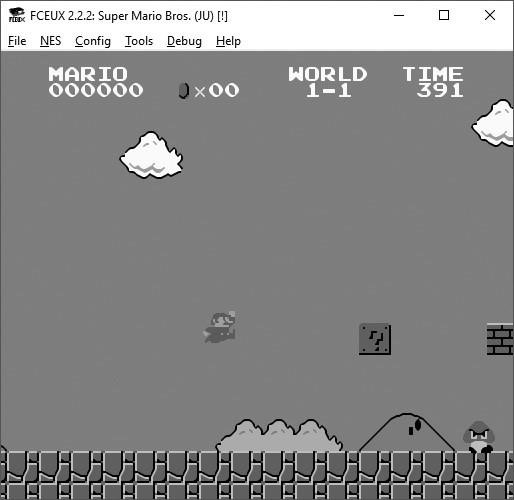 FCEUX 2.2.2: Super Mario Bros. (JU) [!]
File NES Config Tools Debug Help
MARIO WORLD TIME
000000 ×00 1-1 391
?